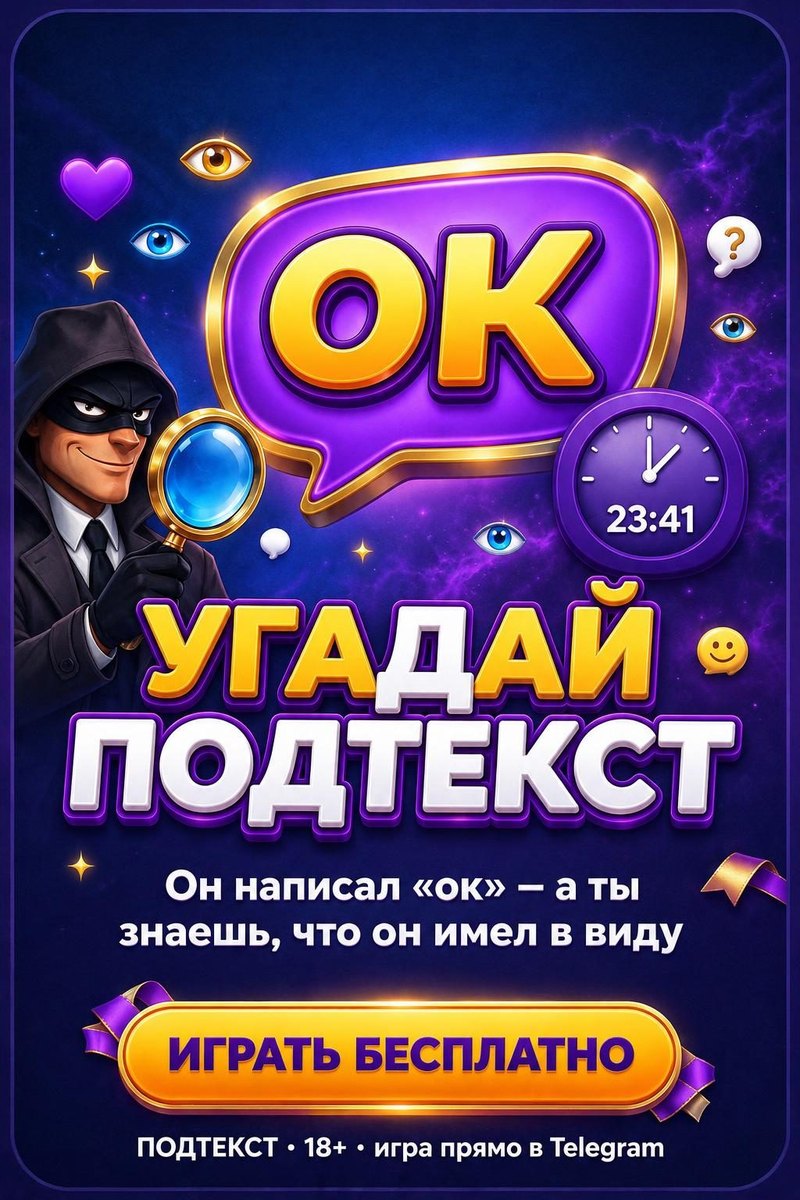 ОК
?
23:41
УГАДАЙ
ПОДТЕКСТ
Он написал «ок» – а ты
знаешь, что он имел в виду
ИГРАТЬ БЕСПЛАТНО
ПОДТЕКСТ • 18+ • игра прямо в Telegram